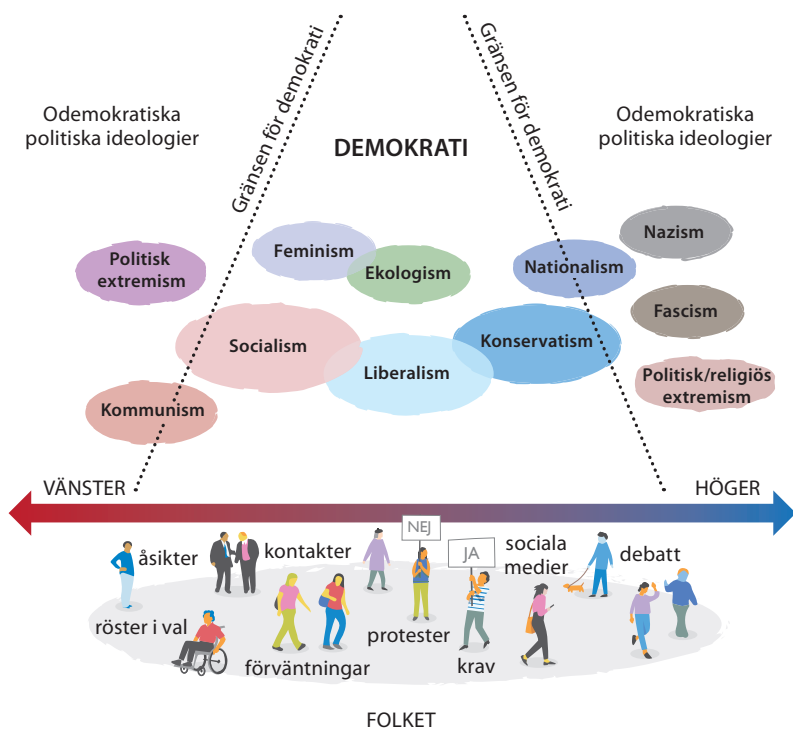 Gränsen för demokrati
Gränsen för demokrati
Odemokratiska
politiska ideologier
Odemokratiska
politiska ideologier
DEMOKRATI
Nazism
Feminism
Politisk
extremism
Ekologism
Nationalism
Fascism
Socialism
Konservatism
Liberalism
Politisk/religiös
extremism
Kommunism
VÄNSTER
HÖGER
NEJ
JA
åsikter
kontakter
sociala
medier
debatt
röster i val
protester
förväntningar
krav
FOLKET